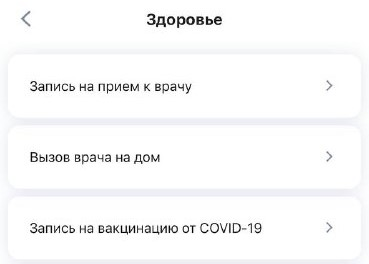 Здоровье
Запись на прием к врачу
Вызов врача на дом
Запись на вакцинацию от COVID-19